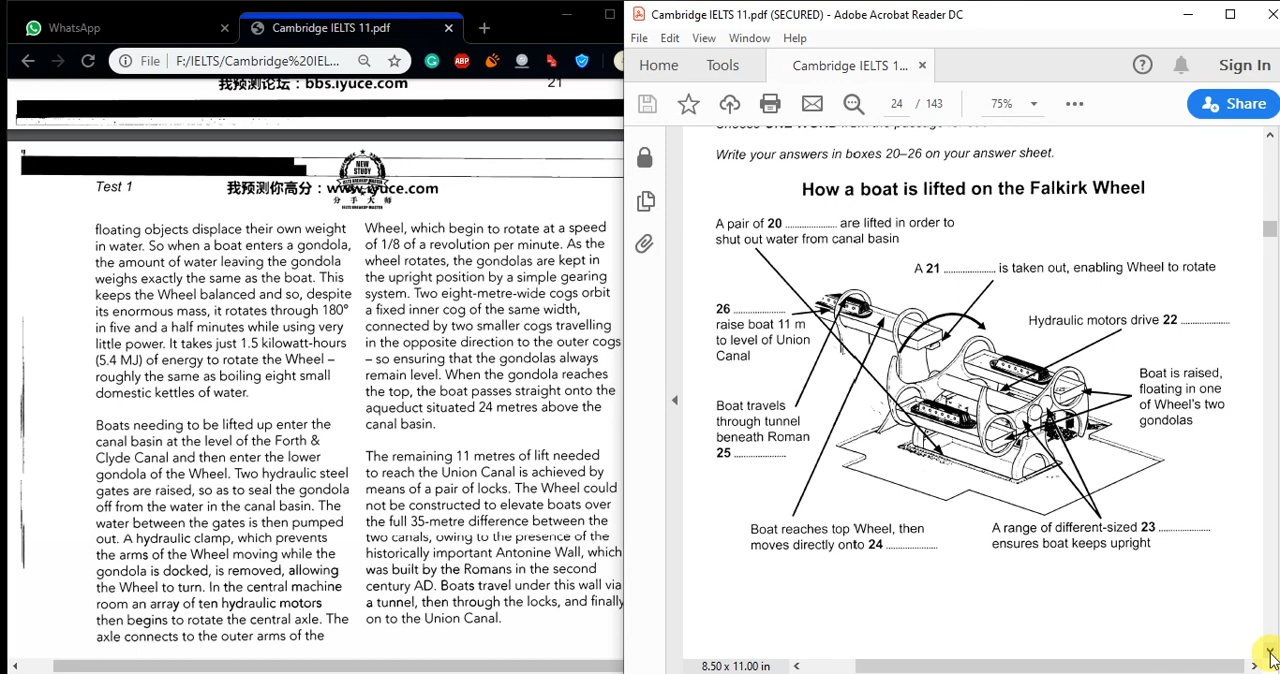 WhatsApp
Cambridge IELTS 11.pdf
File
F:/IELTS/Cambridge%20IEL...
ABP
我预测论坛：bbs.iyuce.com
21
Test 1
NEW
STUDY
我预测你高分：www.iyuce.com
分 手 大 师
floating objects displace their own weight
in water. So when a boat enters a gondola,
the amount of water leaving the gondola
weighs exactly the same as the boat. This
keeps the Wheel balanced and so, despite
its enormous mass, it rotates through 180°
in five and a half minutes while using very
little power. It takes just 1.5 kilowatt-hours
(5.4 MJ) of energy to rotate the Wheel –
roughly the same as boiling eight small
domestic kettles of water.
Boats needing to be lifted up enter the
canal basin at the level of the Forth &
Clyde Canal and then enter the lower
gondola of the Wheel. Two hydraulic steel
gates are raised, so as to seal the gondola
off from the water in the canal basin. The
water between the gates is then pumped
out. A hydraulic clamp, which prevents
the arms of the Wheel moving while the
gondola is docked, is removed, allowing
the Wheel to turn. In the central machine
room an array of ten hydraulic motors
then begins to rotate the central axle. The
axle connects to the outer arms of the
Wheel, which begin to rotate at a speed
of 1/8 of a revolution per minute. As the
wheel rotates, the gondolas are kept in
the upright position by a simple gearing
system. Two eight-metre-wide cogs orbit
a fixed inner cog of the same width,
connected by two smaller cogs travelling
in the opposite direction to the outer cogs
– so ensuring that the gondolas always
remain level. When the gondola reaches
the top, the boat passes straight onto the
aqueduct situated 24 metres above the
canal basin.
The remaining 11 metres of lift needed
to reach the Union Canal is achieved by
means of a pair of locks. The Wheel could
not be constructed to elevate boats over
the full 35-metre difference between the
two canals, owing to the presence of the
historically important Antonine Wall, which
was built by the Romans in the second
century AD. Boats travel under this wall via
a tunnel, then through the locks, and finally
on to the Union Canal.
Cambridge IELTS 11.pdf (SECURED) - Adobe Acrobat Reader DC
File Edit View Window Help
Home Tools Cambridge IELTS 1... Sign In
24 / 143 75% Share
Choose ONE WORD from the passage for
Write your answers in boxes 20–26 on your answer sheet.
How a boat is lifted on the Falkirk Wheel
A pair of 20 .................... are lifted in order to
shut out water from canal basin
A 21 .................... is taken out, enabling Wheel to rotate
26 ....................
raise boat 11 m
to level of Union
Canal
Hydraulic motors drive 22 ....................
Boat is raised,
floating in one
of Wheel's two
gondolas
Boat travels
through tunnel
beneath Roman
25 ....................
Boat reaches top Wheel, then
moves directly onto 24 ....................
A range of different-sized 23 ....................
ensures boat keeps upright
8.50 x 11.00 in